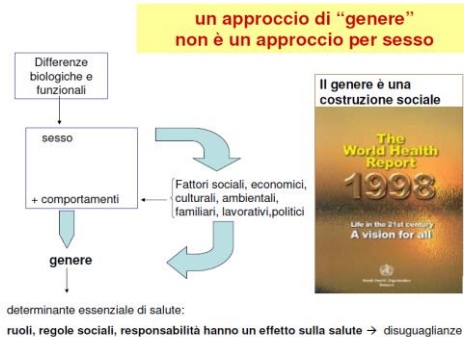 un approccio di “genere”
non è un approccio per sesso
Differenze
biologiche e
funzionali
sesso
+ comportamenti
Fattori sociali, economici,
culturali, ambientali,
familiari, lavorativi,politici
genere
Il genere è una
costruzione sociale
The
World Health
Report
1998
Life in the 21st century
A vision for all
determinante essenziale di salute:
ruoli, regole sociali, responsabilità hanno un effetto sulla salute → disuguaglianze